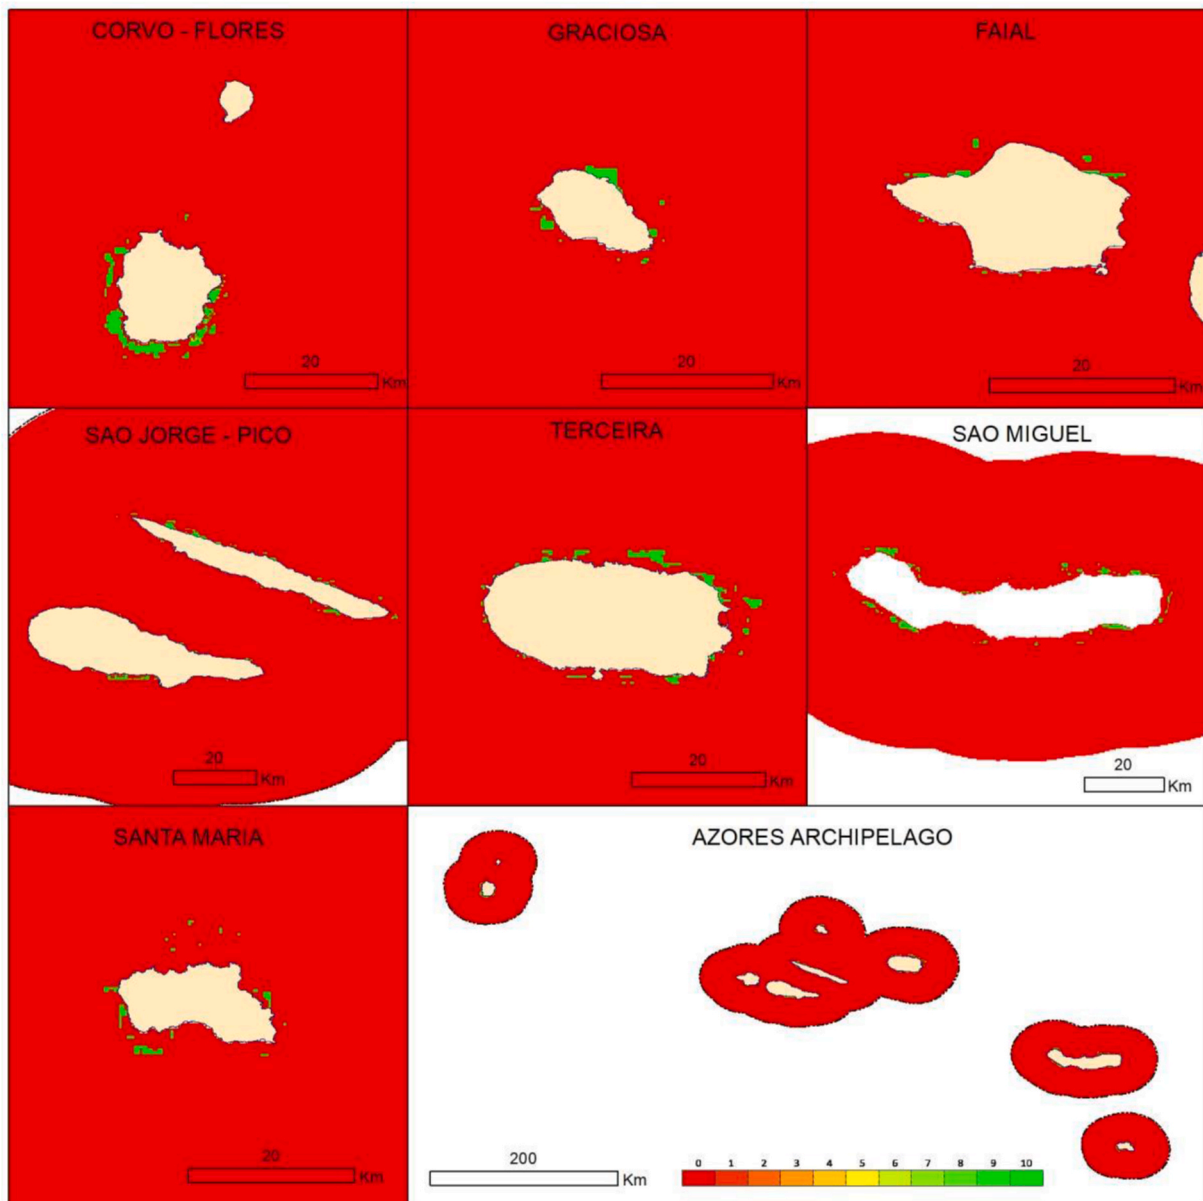 CORVO - FLORES
GRACIOSA
FAIAL
20
Km
20
Km
20
Km
SAO JORGE - PICO
TERCEIRA
SAO MIGUEL
20
Km
20
Km
20
Km
SANTA MARIA
AZORES ARCHIPELAGO
20
Km
200
Km
0 1 2 3 4 5 6 7 8 9 10